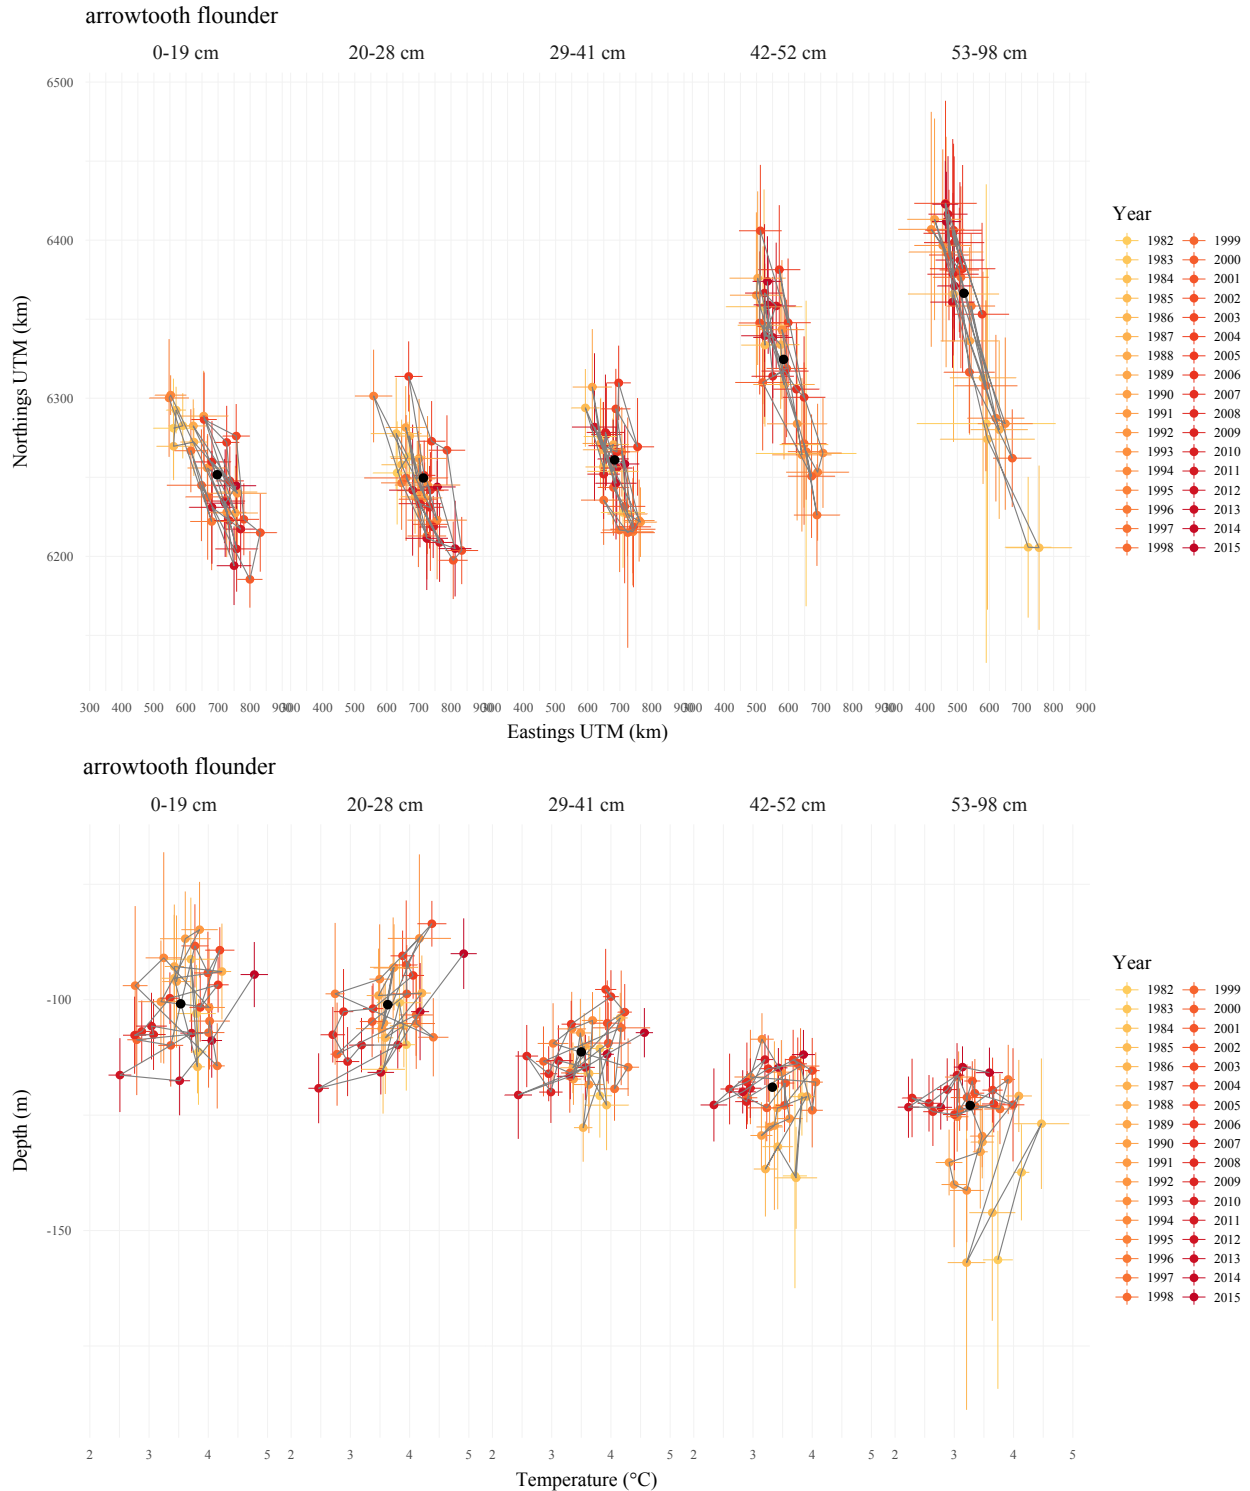 arrowtooth flounder
0-19 cm 20-28 cm 29-41 cm 42-52 cm 53-98 cm
6500
6400
6300
6200
Northings UTM (km)
300 400 500 600 700 800 900
300 400 500 600 700 800 900
300 400 500 600 700 800 900
300 400 500 600 700 800 900
300 400 500 600 700 800 900
Eastings UTM (km)
Year
1982 1999
1983 2000
1984 2001
1985 2002
1986 2003
1987 2004
1988 2005
1989 2006
1990 2007
1991 2008
1992 2009
1993 2010
1994 2011
1995 2012
1996 2013
1997 2014
1998 2015
arrowtooth flounder
0-19 cm 20-28 cm 29-41 cm 42-52 cm 53-98 cm
-100
-150
Depth (m)
2 3 4 5 2 3 4 5 2 3 4 5 2 3 4 5 2 3 4 5
Temperature (°C)
Year
1982 1999
1983 2000
1984 2001
1985 2002
1986 2003
1987 2004
1988 2005
1989 2006
1990 2007
1991 2008
1992 2009
1993 2010
1994 2011
1995 2012
1996 2013
1997 2014
1998 2015